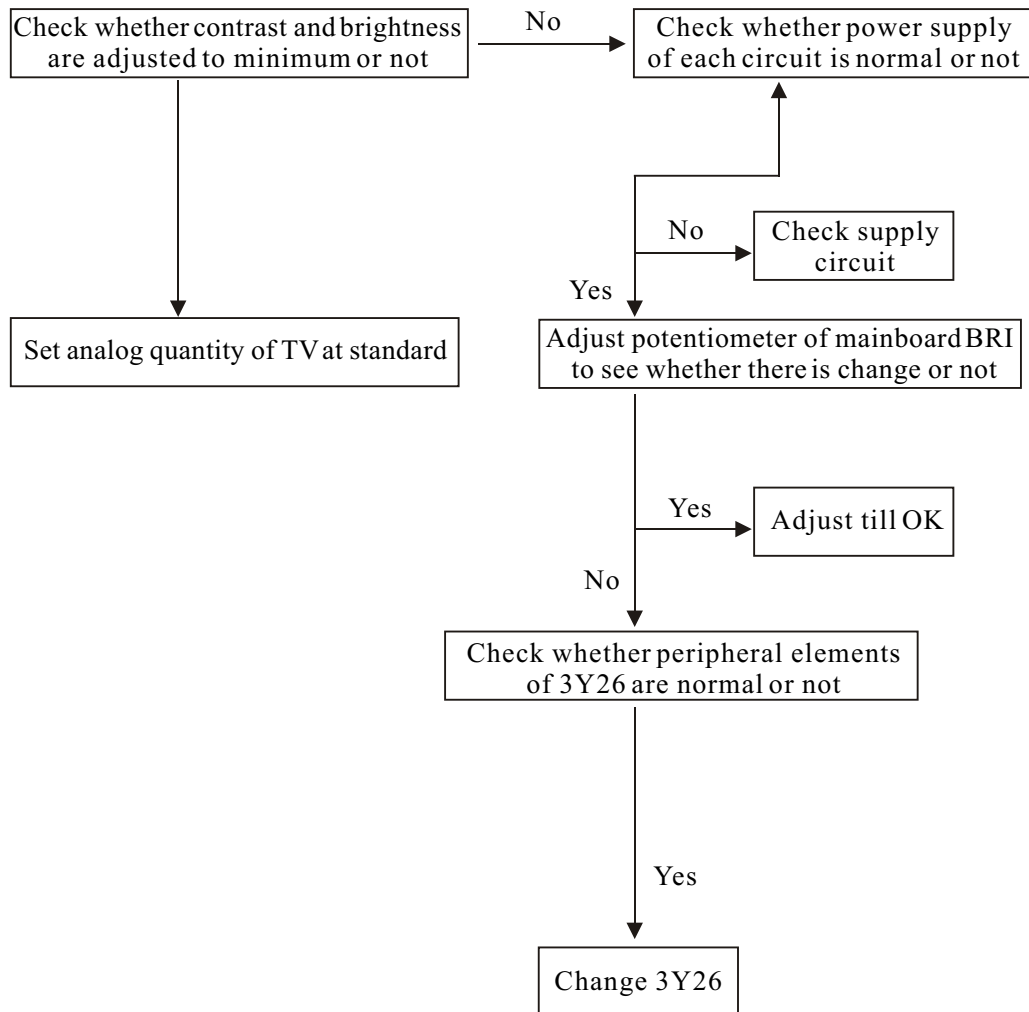 Check whether contrast and brightness
are adjusted to minimum or not
No
Check whether power supply
of each circuit is normal or not
No
Check supply
circuit
Yes
Set analog quantity of TV at standard
Adjust potentiometer of mainboard BRI
to see whether there is change or not
Yes
Adjust till OK
No
Check whether peripheral elements
of 3Y26 are normal or not
Yes
Change 3Y26